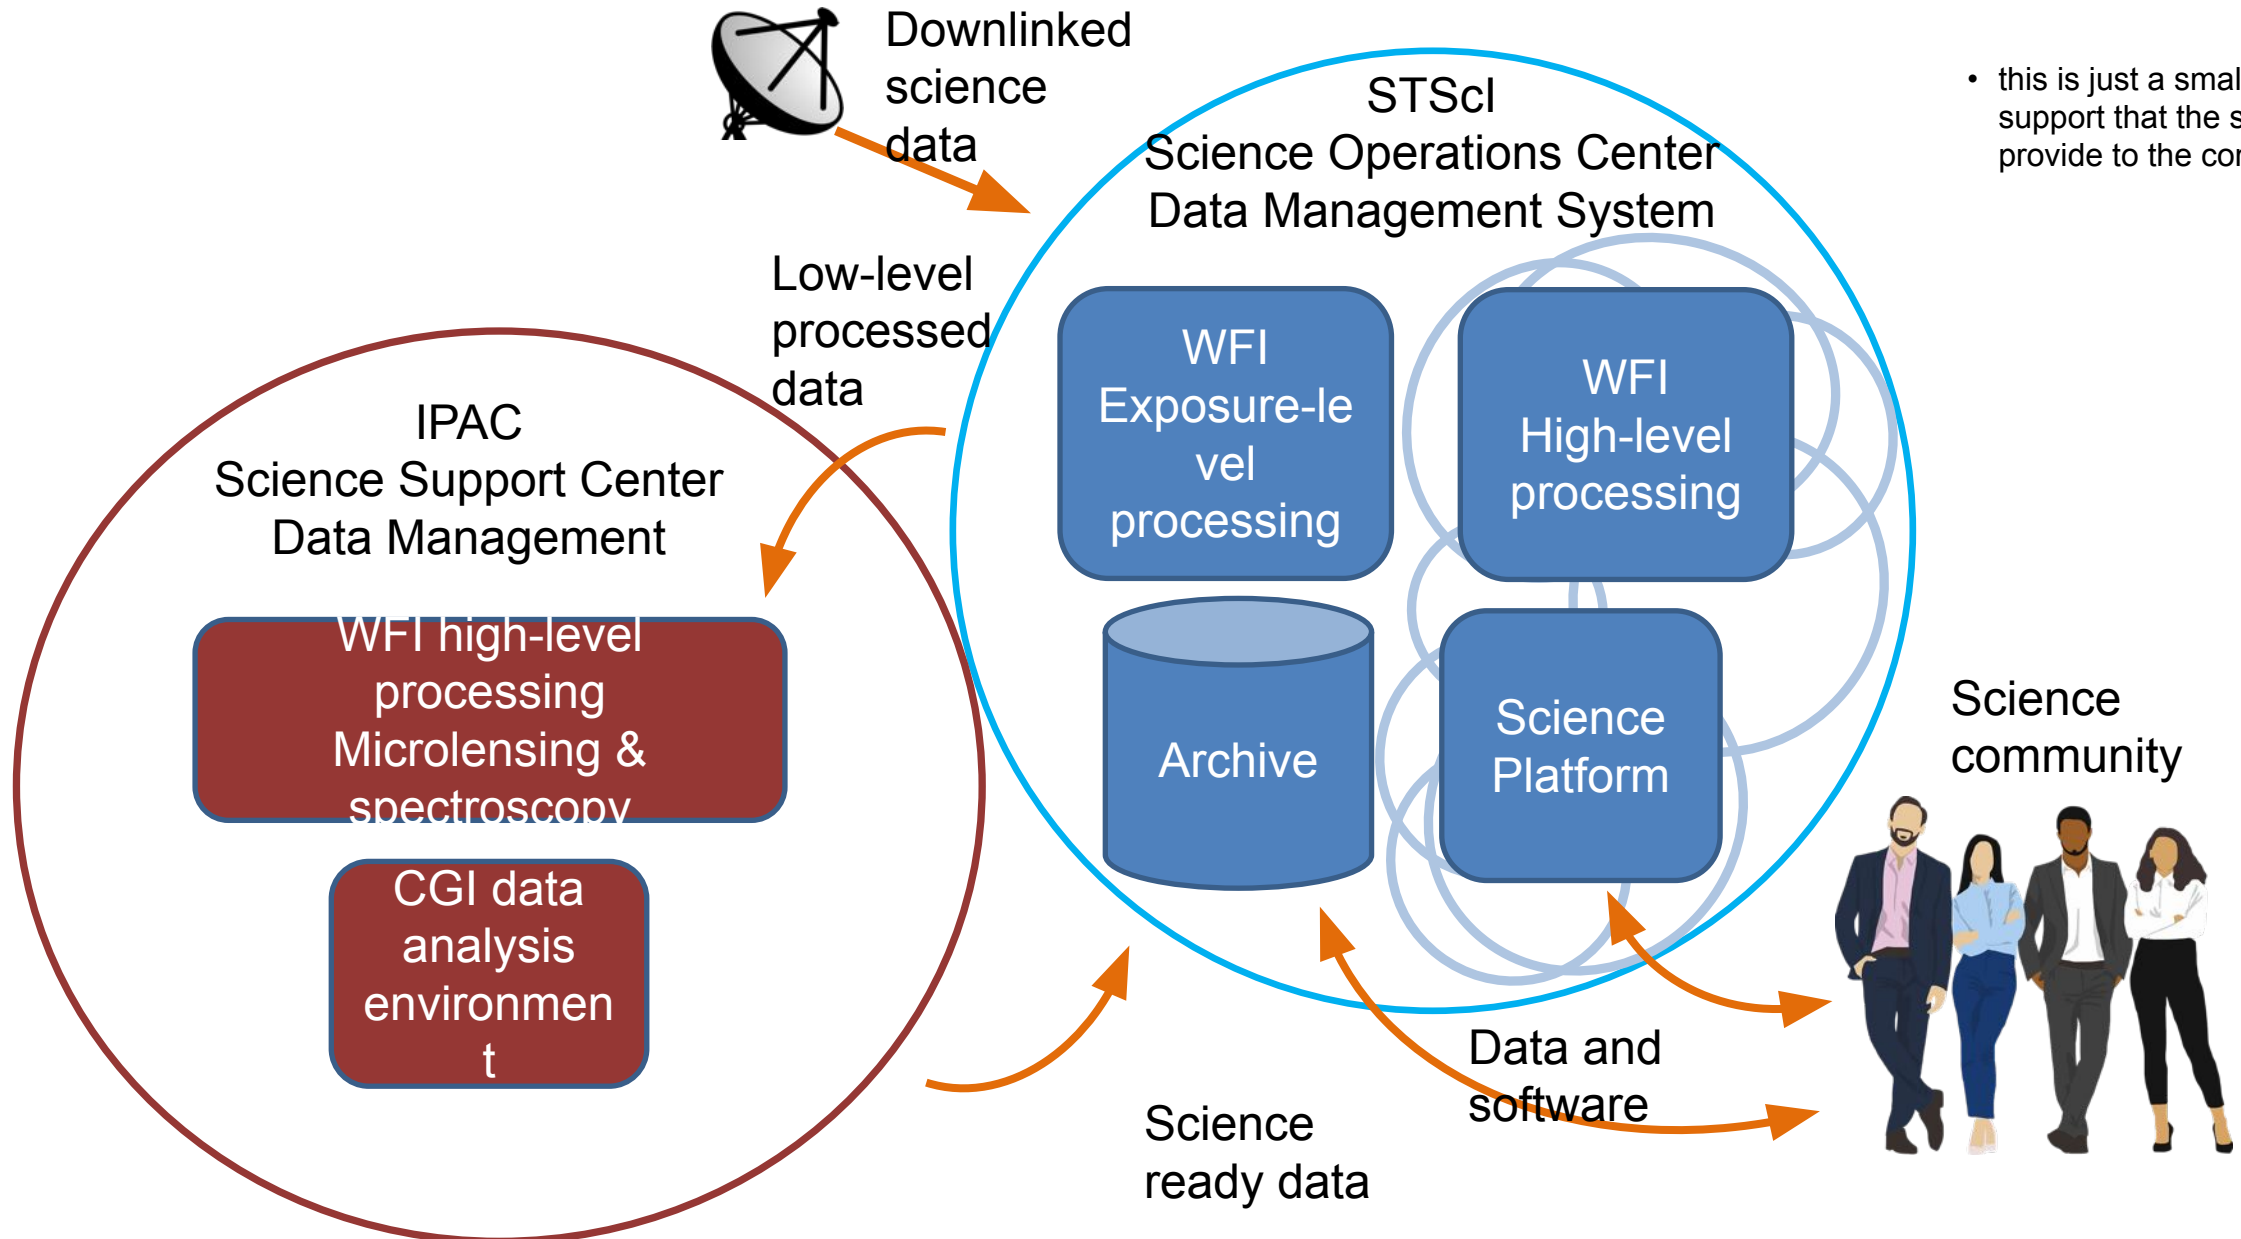 Downlinked
science
data
• this is just a smal
support that the s
provide to the cor
STScI
Science Operations Center
Data Management System
Low-level
processed
data
WFI
Exposure-le
vel
processing
WFI
High-level
processing
IPAC
Science Support Center
Data Management
WFI high-level
processing
Microlensing &
spectroscopy
Archive
Science
Platform
Science
community
CGI data
analysis
environmen
t
Data and
software
Science
ready data